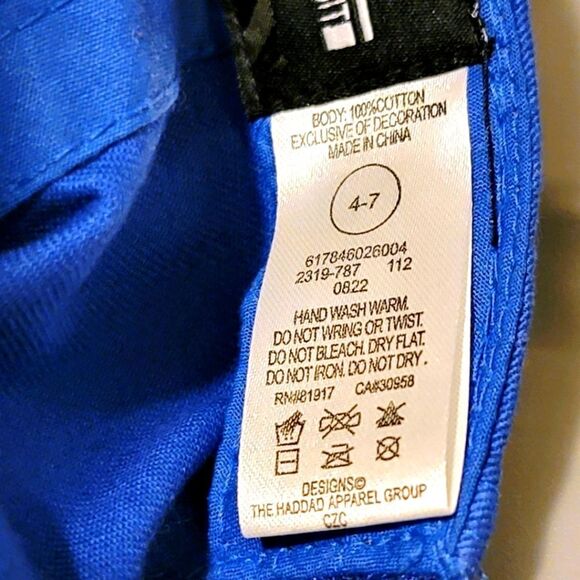 BODY: 100%COTTON
EXCLUSIVE OF DECORATION
MADE IN CHINA
4-7
617846026004
2319-787 112
0822
HAND WASH WARM.
DO NOT WRING OR TWIST.
DO NOT BLEACH. DRY FLAT.
DO NOT IRON. DO NOT DRY.
RN#81917 CA#30958
DESIGNS©
THE HADDAD APPAREL GROUP
CZC